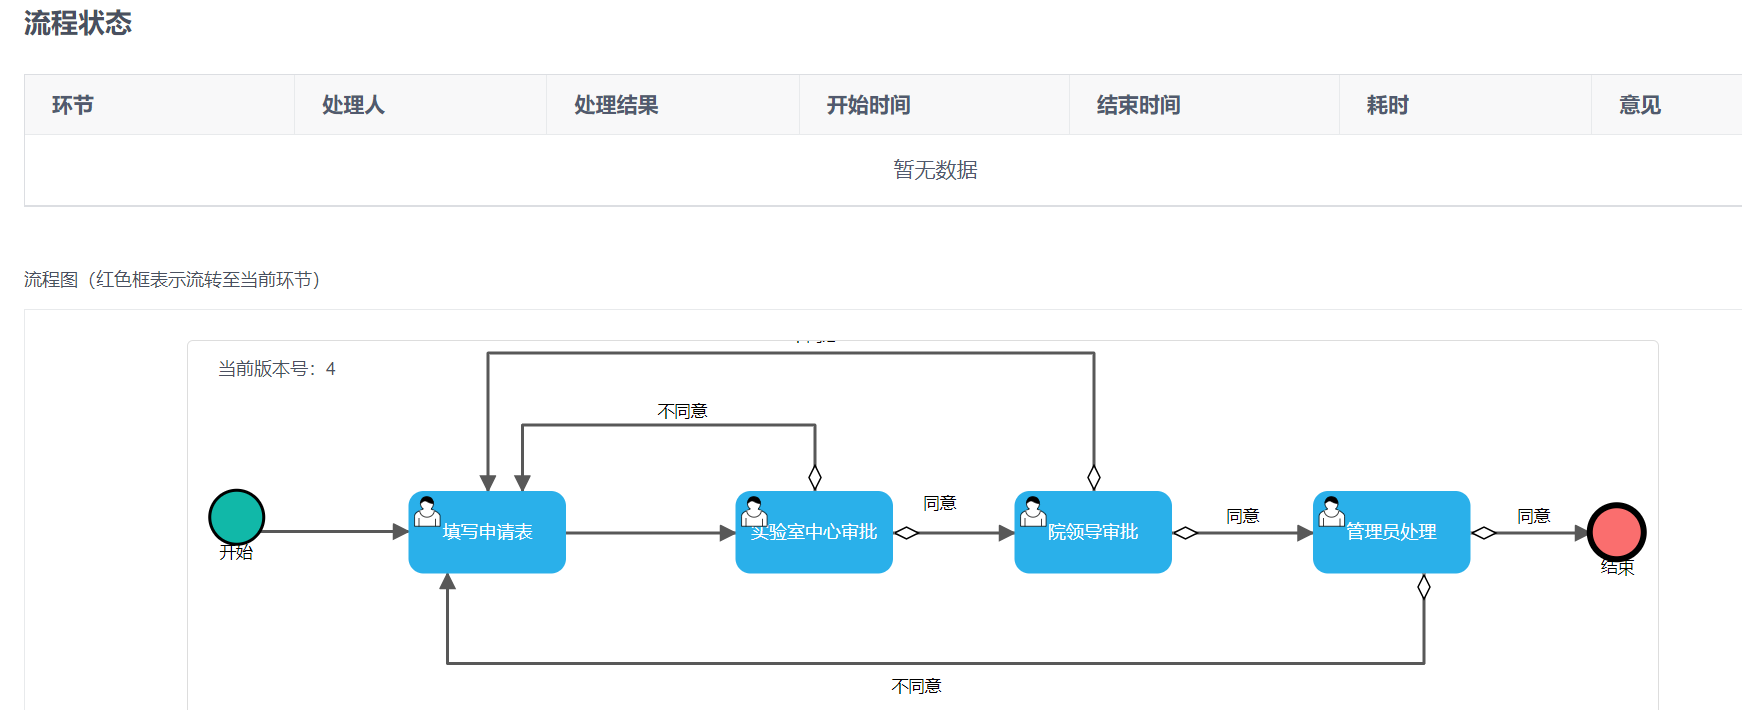 流程状态
环节 处理人 处理结果 开始时间 结束时间 耗时 意见
暂无数据
流程图（红色框表示流转至当前环节）
当前版本号：4
不同意
同意
同意
同意
开始
填写申请表
实验室中心审批
院领导审批
管理员处理
结束
不同意